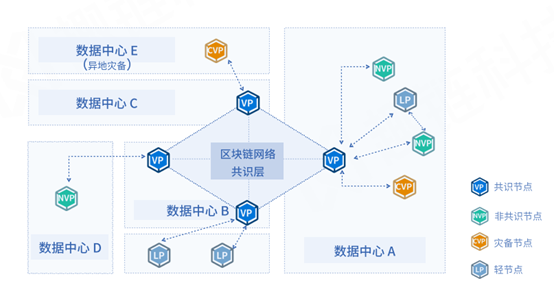 数据中心 E
(异地灾备)
CVP
NVP
数据中心 C
VP
LP
NVP
VP
区块链网络
共识层
VP
NVP
CVP
VP
共识节点
数据中心 B
VP
NVP
非共识节点
数据中心 D
LP
LP
数据中心 A
CVP
灾备节点
LP
轻节点